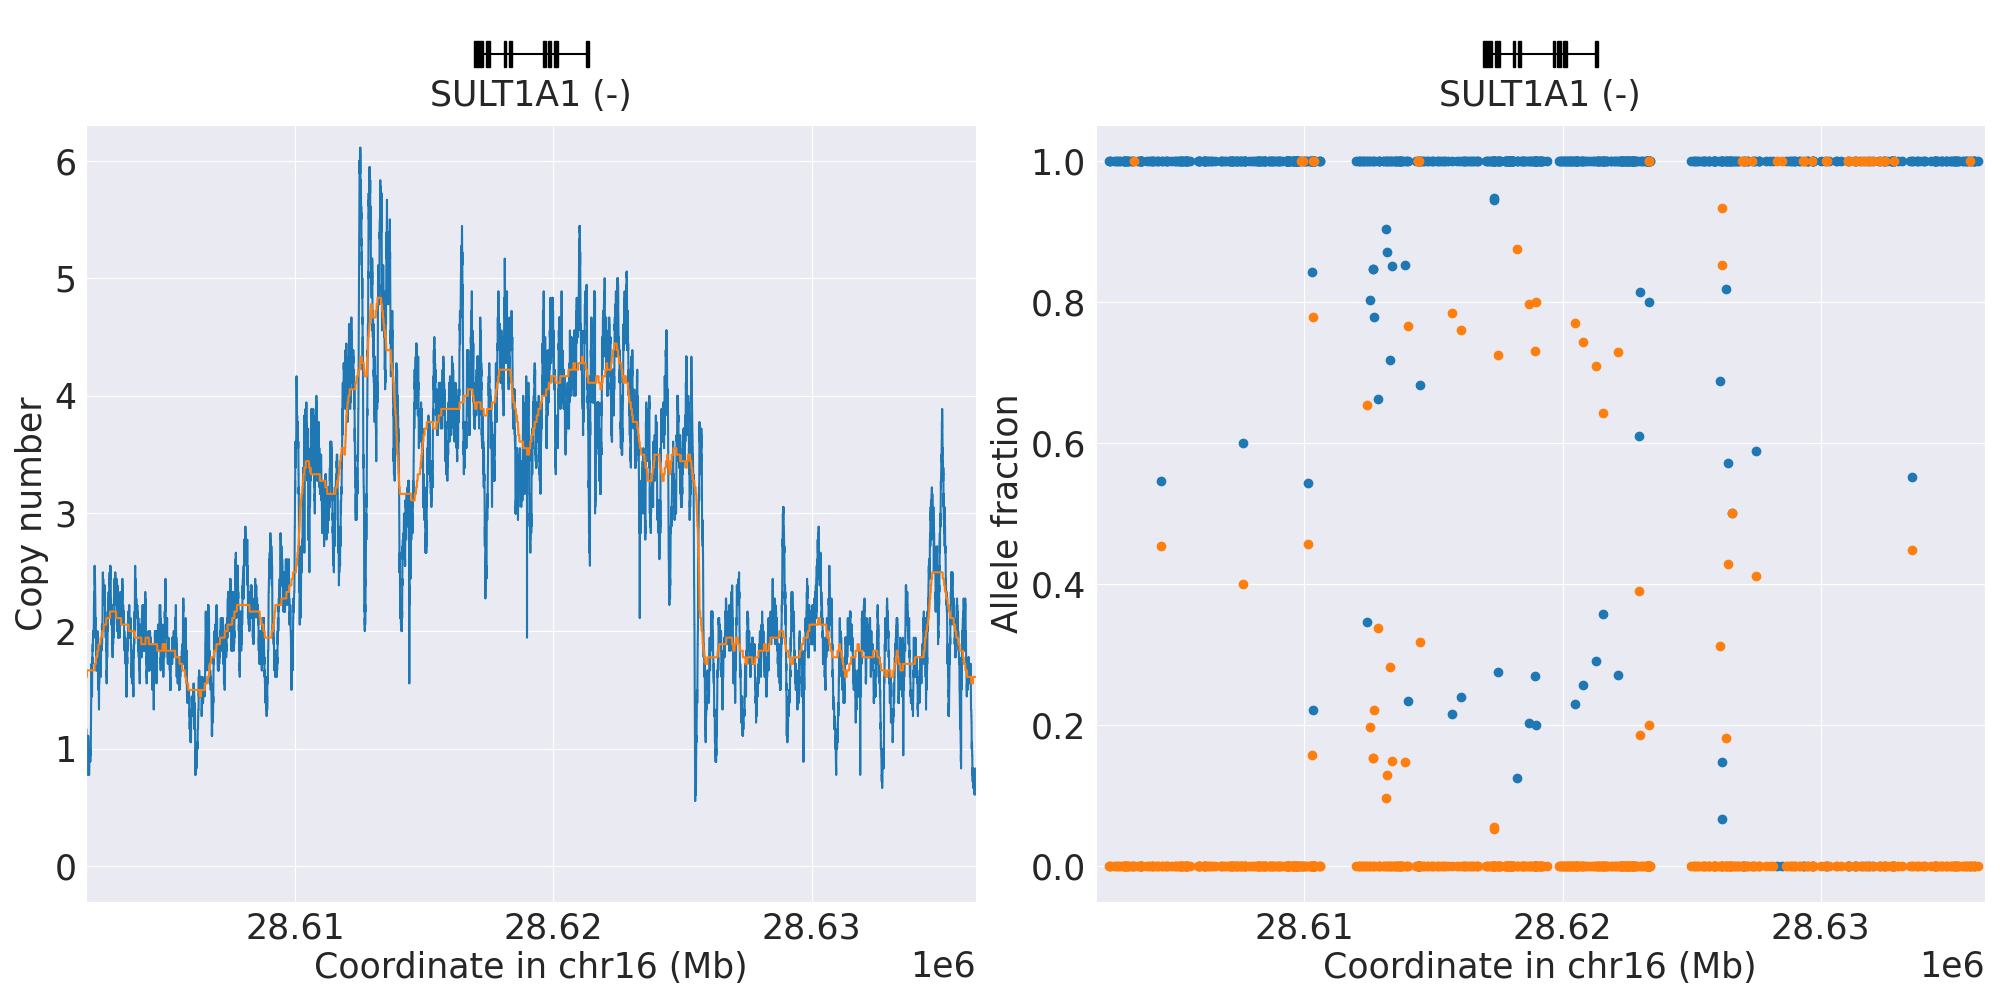 SULT1A1 (-)
6
5
4
3
2
1
0
Copy number
28.61
28.62
28.63
Coordinate in chr16 (Mb)
1e6
SULT1A1 (-)
1.0
0.8
0.6
0.4
0.2
0.0
Allele fraction
28.61
28.62
28.63
Coordinate in chr16 (Mb)
1e6